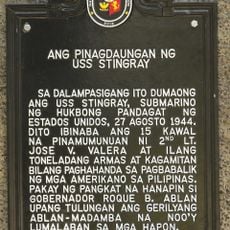 ANG PINAGDAUNGAN NG
USS STINGRAY
SA DALAMPASIGANG ITO DUMAONG
ANG USS STINGRAY, SUBMARINO
NG HUKBONG PANDAGAT NG
ESTADOS UNIDOS, 27 AGOSTO 1944.
DITO IBINABA ANG 15 KAWAL
NA PINAMUNUAN NI 2ND LT.
JOSE V. VALERA AT ILANG
TONELADANG ARMAS AT KAGAMITAN
BILANG PAGHAHANDA SA PAGBABALIK
NG MGA AMERIKANO SA PILIPINAS.
PAKAY NG PANGKAT NA HANAPIN SI
GOBERNADOR ROQUE B. ABLAN
UPANG TULUNGAN ANG GERILYANG
ABLAN-MADAMBA NA NOO'Y
LUMALABAN SA MGA HAPON.